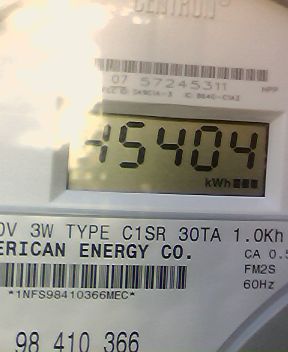 CENTRON®
07 57245311
45404
kWh
0V 3W TYPE C1SR 30TA 1.0Kh
ERICAN ENERGY CO.
CA 0.5
FM2S
60Hz
*1NFS98410366MEC*
98 410 366